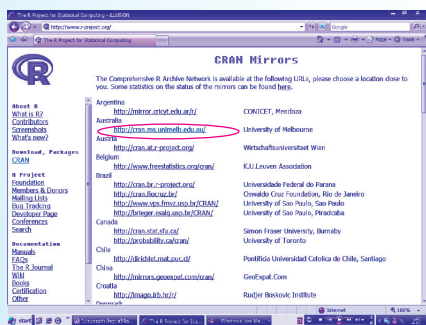 The R Project for Statistical Computing - ILLUSION
http://www.r-project.org/
Google
The R Project for Statistical Computing
Page
Tools
CRAN Mirrors
The Comprehensive R Archive Network is available at the following URLs, please choose a location close to
you. Some statistics on the status of the mirrors can be found here.
About R
What is R?
Contributors
Screenshots
What's new?
Download, Packages
CRAN
R Project
Foundation
Members & Donors
Mailing Lists
Bug Tracking
Developer Page
Conferences
Search
Documentation
Manuals
FAQs
The R Journal
Wiki
Books
Certification
Other
Argentina
http://mirror.cricyt.edu.ar/r/ CONICET, Mendoza
Australia
http://cran.ms.unimelb.edu.au/ University of Melbourne
Austria
http://cran.at.r-project.org/ Wirtschaftsuniversitaet Wien
Belgium
http://www.freestatistics.org/cran/ K.U.Leuven Association
Brazil
http://cran.br.r-project.org/ Universidade Federal do Parana
http://cran.fiocruz.br/ Oswaldo Cruz Foundation, Rio de Janeiro
http://www.vps.fmvz.usp.br/CRAN/ University of Sao Paulo, Sao Paulo
http://brieger.esalq.usp.br/CRAN/ University of Sao Paulo, Piracicaba
Canada
http://cran.stat.sfu.ca/ Simon Fraser University, Burnaby
http://probability.ca/cran/ University of Toronto
Chile
http://dirichlet.mat.puc.cl/ Pontificia Universidad Catolica de Chile, Santiago
China
http://mirrors.geoexpat.com/cran/ GeoExpat.Com
Croatia
http://lmago.irb.hr/r/ Rudjer Boskovic Institute
Denmark
Internet
100%
start
The R Project for Sta...